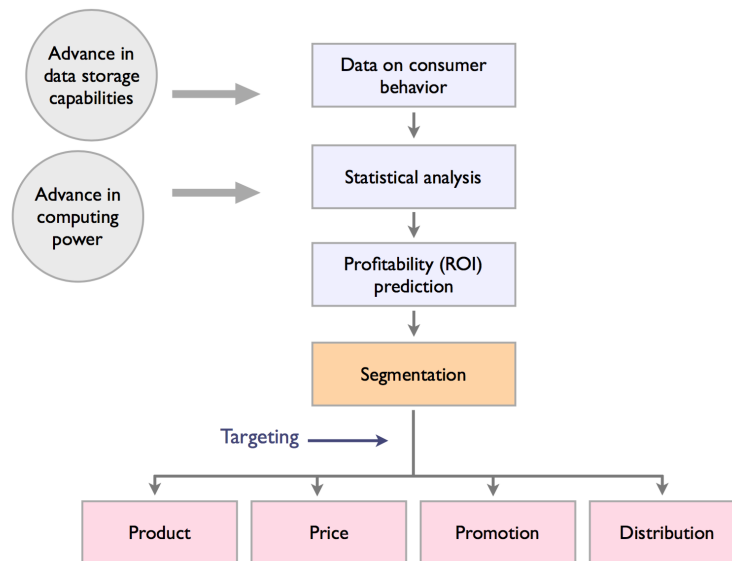 Advance in
data storage
capabilities
Data on consumer
behavior
Advance in
computing
power
Statistical analysis
Profitability (ROI)
prediction
Segmentation
Targeting
Product
Price
Promotion
Distribution